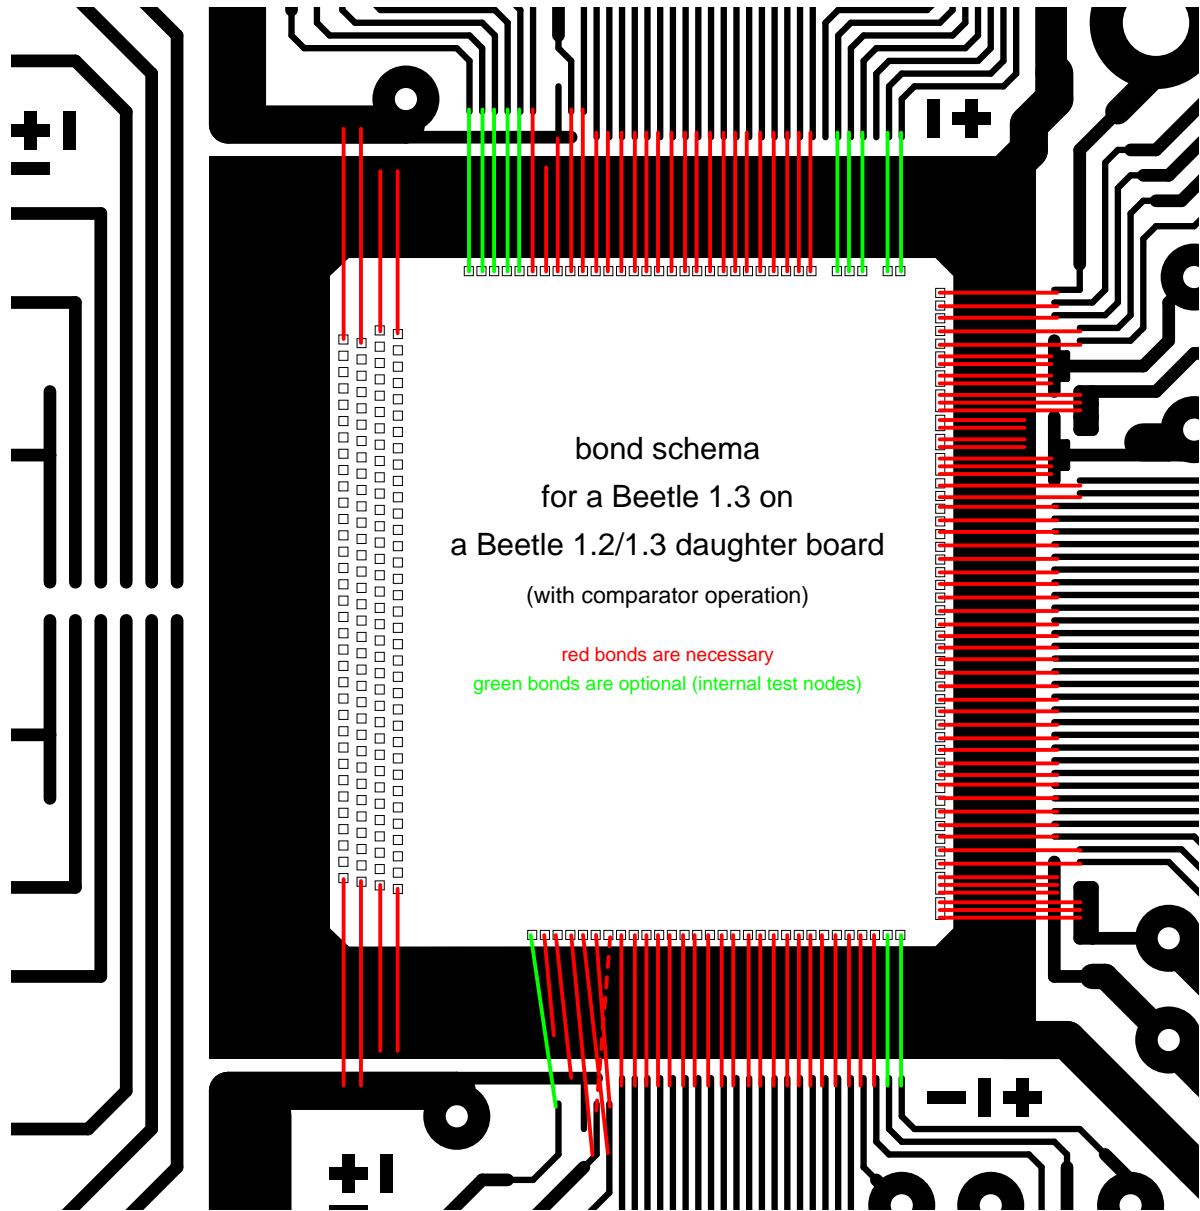 bond schema
for a Beetle 1.3 on
a Beetle 1.2/1.3 daughter board
(with comparator operation)
red bonds are necessary
green bonds are optional (internal test nodes)